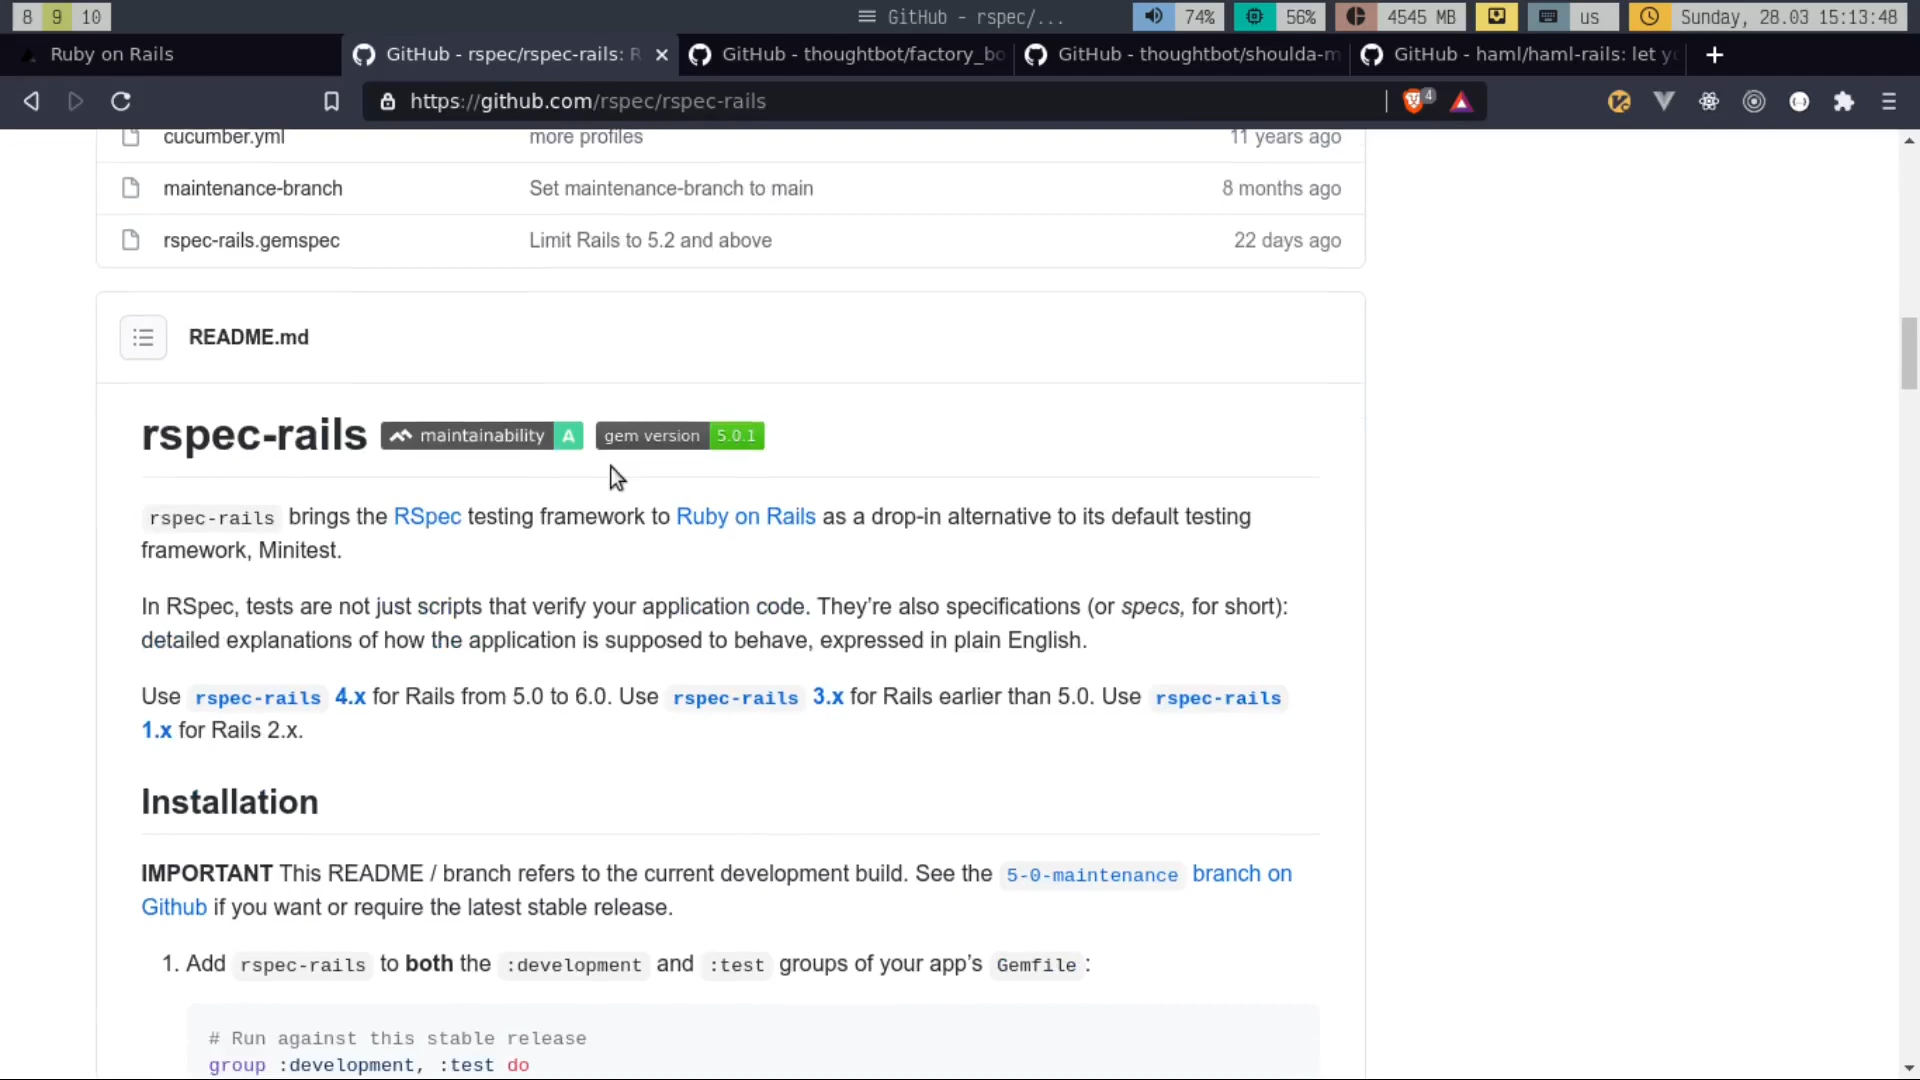 8 9 10 GitHub - rspec/... 74% 56% 4545 MB us Sunday, 28.03 15:13:48
Ruby on Rails GitHub - rspec/rspec-rails: R GitHub - thoughtbot/factory_bo GitHub - thoughtbot/shoulda-m GitHub - haml/haml-rails: let yo
https://github.com/rspec/rspec-rails 4
cucumber.yml more profiles 11 years ago
maintenance-branch Set maintenance-branch to main 8 months ago
rspec-rails.gemspec Limit Rails to 5.2 and above 22 days ago
README.md
rspec-rails maintainability A gem version 5.0.1
rspec-rails brings the RSpec testing framework to Ruby on Rails as a drop-in alternative to its default testing
framework, Minitest.
In RSpec, tests are not just scripts that verify your application code. They’re also specifications (or specs, for short):
detailed explanations of how the application is supposed to behave, expressed in plain English.
Use rspec-rails 4.x for Rails from 5.0 to 6.0. Use rspec-rails 3.x for Rails earlier than 5.0. Use rspec-rails
1.x for Rails 2.x.
Installation
IMPORTANT This README / branch refers to the current development build. See the 5-0-maintenance branch on
Github if you want or require the latest stable release.
1. Add rspec-rails to both the :development and :test groups of your app’s Gemfile:
# Run against this stable release
group :development, :test do